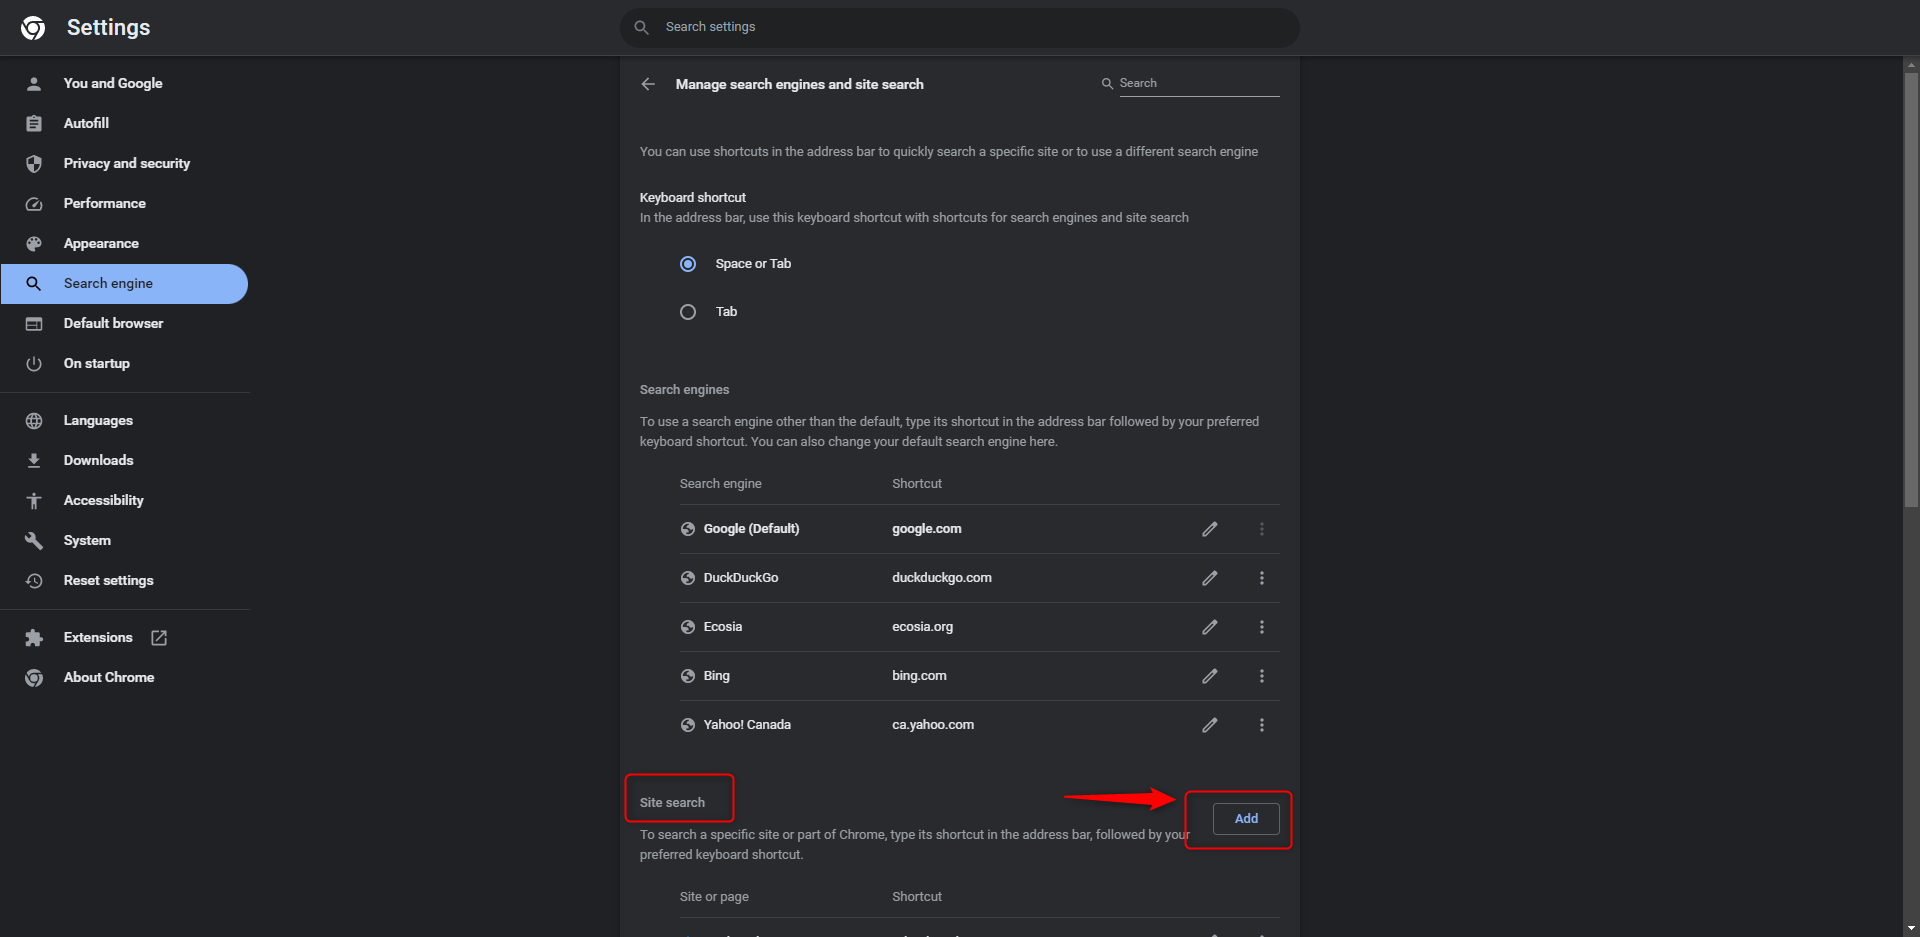 Settings
Search settings
You and Google
Autofill
Privacy and security
Performance
Appearance
Search engine
Default browser
On startup
Languages
Downloads
Accessibility
System
Reset settings
Extensions
About Chrome
Manage search engines and site search
Search
You can use shortcuts in the address bar to quickly search a specific site or to use a different search engine
Keyboard shortcut
In the address bar, use this keyboard shortcut with shortcuts for search engines and site search
Space or Tab
Tab
Search engines
To use a search engine other than the default, type its shortcut in the address bar followed by your preferred
keyboard shortcut. You can also change your default search engine here.
Search engine Shortcut
Google (Default) google.com
DuckDuckGo duckduckgo.com
Ecosia ecosia.org
Bing bing.com
Yahoo! Canada ca.yahoo.com
Site search
Add
To search a specific site or part of Chrome, type its shortcut in the address bar, followed by your
preferred keyboard shortcut.
Site or page Shortcut